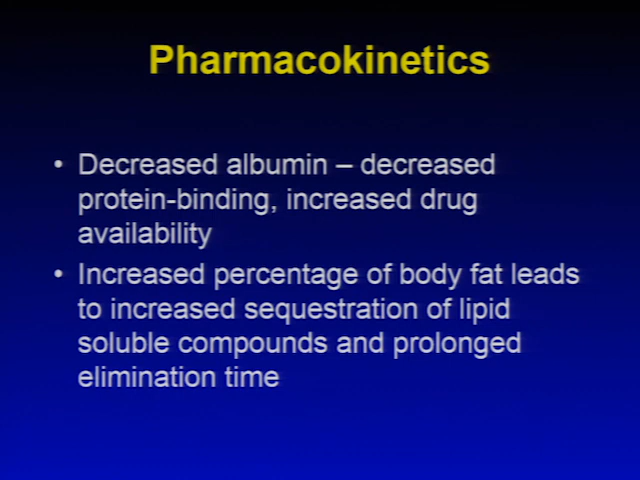 Pharmacokinetics
• Decreased albumin – decreased
protein-binding, increased drug
availability
• Increased percentage of body fat leads
to increased sequestration of lipid
soluble compounds and prolonged
elimination time